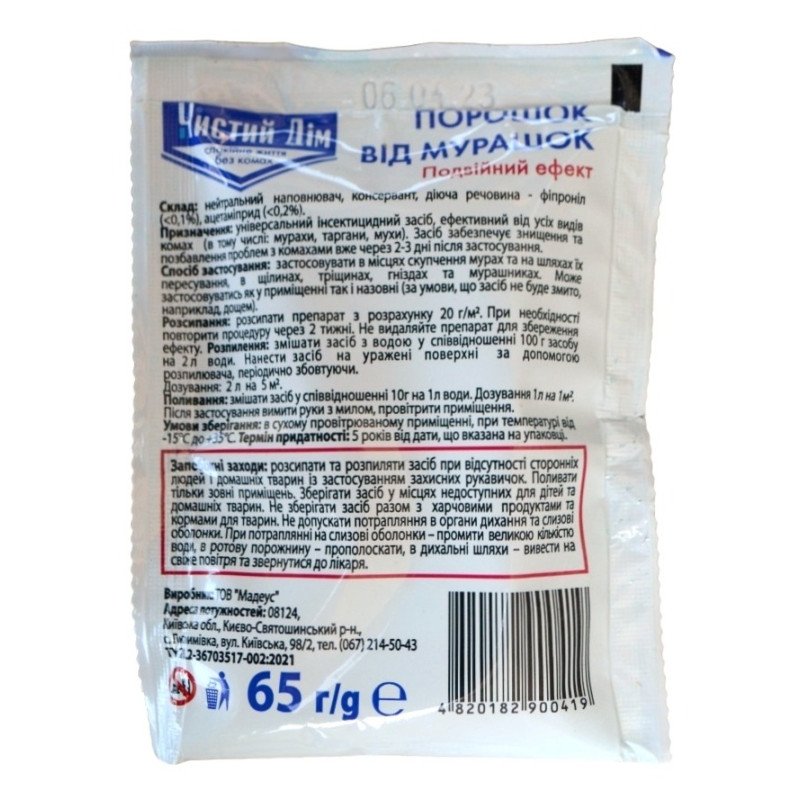 06 04 23
Чистий Дім
спокійне життя
без комах
ПОРОШОК
ВІД МУРАШОК
Подвійний ефект
Склад: нейтральний наповнювач, консервант, діюча речовина - фіпроніл
(<0,1%), ацетаміприд (<0,2%).
Призначення: універсальний інсектицидний засіб, ефективний від усіх видів
комах (в тому числі: мурахи, таргани, мухи). Засіб забезпечує знищення та
позбавлення проблем з комахами вже через 2-3 дні після застосування.
Спосіб застосування: застосовувати в місцях скупчення мурах та на шляхах їх
пересування, в щілинах, тріщинах, гніздах та мурашниках. Може
застосовуватись як у приміщенні так і назовні (за умови, що засіб не буде змито,
наприклад, дощем).
Розсипання: розсипати препарат з розрахунку 20 г/м². При необхідності
повторити процедуру через 2 тижні. Не видаляйте препарат для збереження
ефекту. Розпилення: змішати засіб з водою у співвідношенні 100 г засобу
на 2 л води. Нанести засіб на уражені поверхні за допомогою
розпилювача, періодично збовтуючи.
Дозування: 2 л на 5 м².
Поливання: змішати засіб у співвідношенні 10г на 1л води. Дозування 1л на 1м².
Після застосування вимити руки з милом, провітрити приміщення.
Умови зберігання: в сухому провітрюваному приміщенні, при температурі від
-15°С до +35°С. Термін придатності: 5 років від дати, що вказана на упаковці.
Запобіжні заходи: розсипати та розпиляти засіб при відсутності сторонніх
людей і домашніх тварин із застосуванням захисних рукавичок. Поливати
тільки зовні приміщень. Зберігати засіб у місцях недоступних для дітей та
домашніх тварин. Не зберігати засіб разом з харчовими продуктами та
кормами для тварин. Не допускати потрапляння в органи дихання та слизові
оболонки. При потраплянні на слизові оболонки – промити великою кількістю
води, в ротову порожнину – прополоскати, в дихальні шляхи – вивести на
свіже повітря та звернутися до лікаря.
Виробник: ТОВ "Мадеус"
Адреса потужностей: 08124,
Київська обл., Києво-Святошинський р-н.,
вул. Київська, 98/2, тел. (067) 214-50-43
2-36703517-002:2021
65 г/g e
4 820182 900419